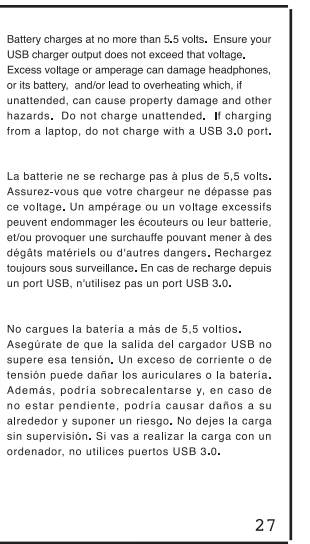 Battery charges at no more than 5.5 volts. Ensure your
USB charger output does not exceed that voltage.
Excess voltage or amperage can damage headphones,
or its battery, and/or lead to overheating which, if
unattended, can cause property damage and other
hazards. Do not charge unattended. If charging
from a laptop, do not charge with a USB 3.0 port.
La batterie ne se recharge pas à plus de 5,5 volts.
Assurez-vous que votre chargeur ne dépasse pas
ce voltage. Un ampérage ou un voltage excessifs
peuvent endommager les écouteurs ou leur batterie,
et/ou provoquer une surchauffe pouvant mener à des
dégâts matériels ou d'autres dangers. Rechargez
toujours sous surveillance. En cas de recharge depuis
un port USB, n'utilisez pas un port USB 3.0.
No cargues la batería a más de 5,5 voltios.
Asegúrate de que la salida del cargador USB no
supere esa tensión. Un exceso de corriente o de
tensión puede dañar los auriculares o la batería.
Además, podría sobrecalentarse y, en caso de
no estar pendiente, podría causar daños a su
alrededor y suponer un riesgo. No dejes la carga
sin supervisión. Si vas a realizar la carga con un
ordenador, no utilices puertos USB 3.0.
27